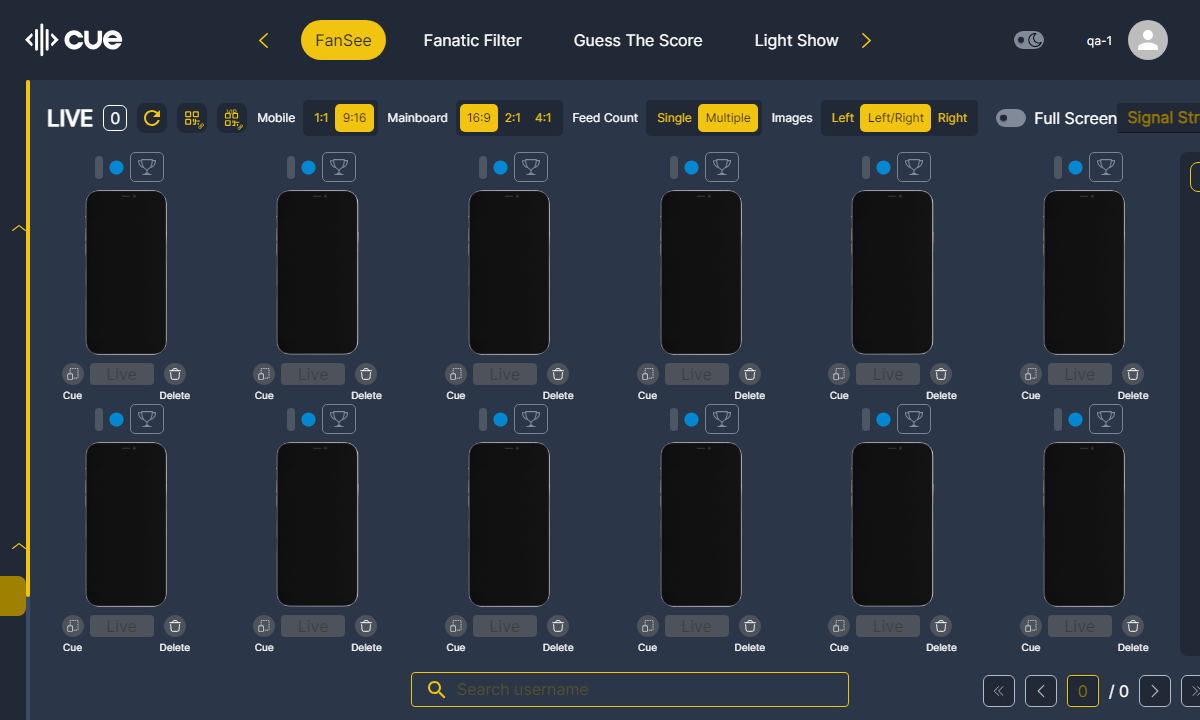 cue
FanSee
Fanatic Filter
Guess The Score
Light Show
qa-1
LIVE 0
Mobile 1:1 9:16
Mainboard 16:9 2:1 4:1
Feed Count Single Multiple
Images Left Left/Right Right
Full Screen
Signal Str
Live Live Live Live Live Live
Cue Delete Cue Delete Cue Delete Cue Delete Cue Delete Cue Delete
Live Live Live Live Live Live
Cue Delete Cue Delete Cue Delete Cue Delete Cue Delete Cue Delete
Search username
0 / 0